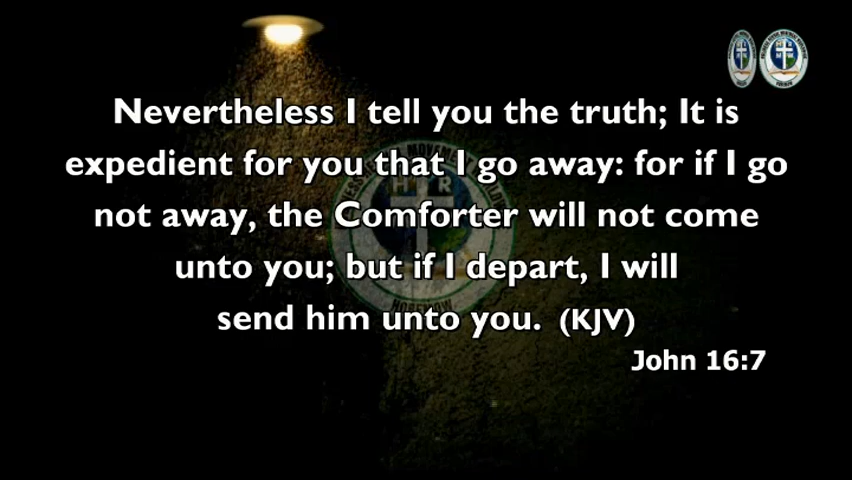 Nevertheless I tell you the truth; It is
expedient for you that I go away: for if I go
not away, the Comforter will not come
unto you; but if I depart, I will
send him unto you. (KJV)
John 16:7